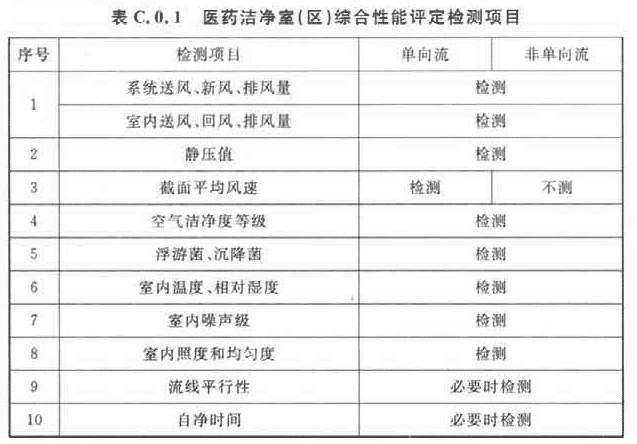 表 C.0.1 医药洁净室(区)综合性能评定检测项目
序号 检测项目 单向流 非单向流
1 系统送风、新风、排风量 检测
室内送风、回风、排风量 检测
2 静压值 检测
3 截面平均风速 检测 不测
4 空气洁净度等级 检测
5 浮游菌、沉降菌 检测
6 室内温度、相对湿度 检测
7 室内噪声级 检测
8 室内照度和均匀度 检测
9 流线平行性 必要时检测
10 自净时间 必要时检测